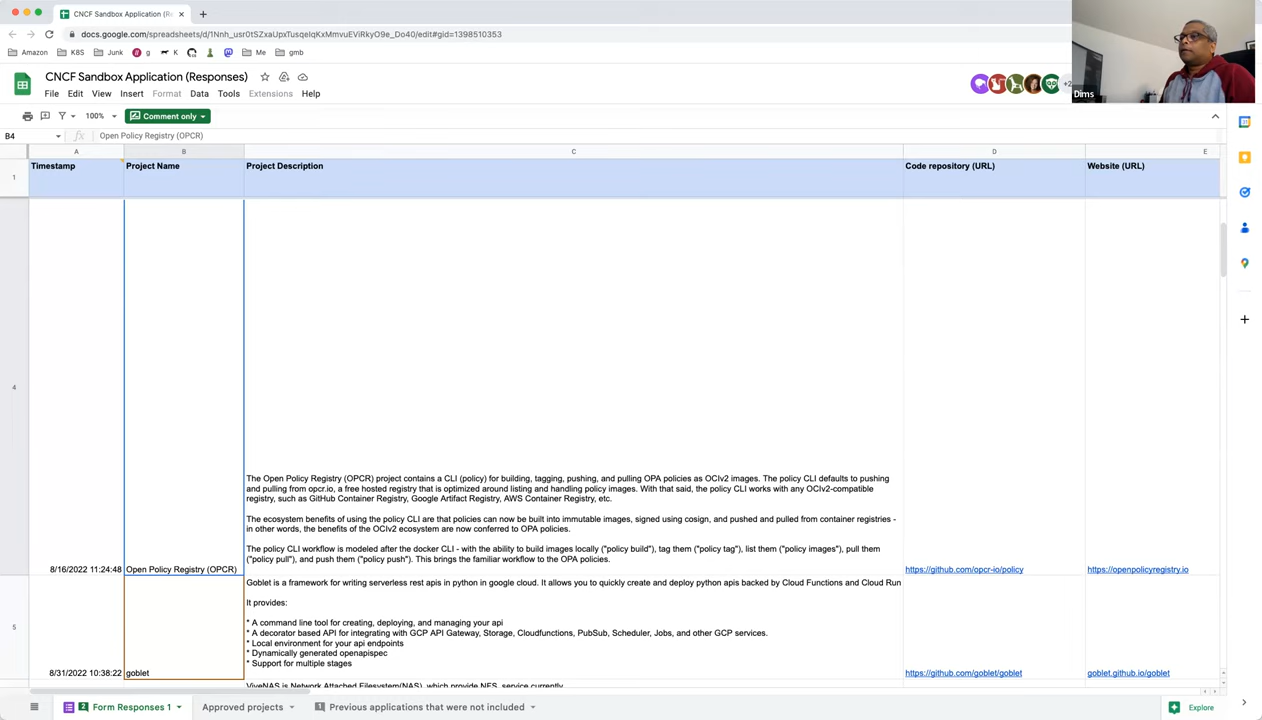 CNCF Sandbox Application (Re
docs.google.com/spreadsheets/d/1Nnh_usr0tSZxaUpxTusqeIqKxMmvuEViRkyO9e_Do40/edit#gid=1398510353
Amazon K8S Junk g K Me gmb
CNCF Sandbox Application (Responses)
File Edit View Insert Format Data Tools Extensions Help
+2
Dims
100% Comment only
B4 fx Open Policy Registry (OPCR)
A B C D E
1 Timestamp Project Name Project Description Code repository (URL) Website (URL)
4
The Open Policy Registry (OPCR) project contains a CLI (policy) for building, tagging, pushing, and pulling OPA policies as OCIv2 images. The policy CLI defaults to pushing
and pulling from opcr.io, a free hosted registry that is optimized around listing and handling policy images. With that said, the policy CLI works with any OCIv2-compatible
registry, such as GitHub Container Registry, Google Artifact Registry, AWS Container Registry, etc.
The ecosystem benefits of using the policy CLI are that policies can now be built into immutable images, signed using cosign, and pushed and pulled from container registries -
in other words, the benefits of the OCIv2 ecosystem are now conferred to OPA policies.
The policy CLI workflow is modeled after the docker CLI - with the ability to build images locally ("policy build"), tag them ("policy tag"), list them ("policy images"), pull them
("policy pull"), and push them ("policy push"). This brings the familiar workflow to the OPA policies.
8/16/2022 11:24:48 Open Policy Registry (OPCR) https://github.com/opcr-io/policy https://openpolicyregistry.io
Goblet is a framework for writing serverless rest apis in python in google cloud. It allows you to quickly create and deploy python apis backed by Cloud Functions and Cloud Run
It provides:
5
* A command line tool for creating, deploying, and managing your api
* A decorator based API for integrating with GCP API Gateway, Storage, Cloudfunctions, PubSub, Scheduler, Jobs, and other GCP services.
* Local environment for your api endpoints
* Dynamically generated openapispec
* Support for multiple stages
8/31/2022 10:38:22 goblet https://github.com/goblet/goblet goblet.github.io/goblet
ViveNAS is Network Attached Filesystem(NAS), which provide NFS service currently
2 Form Responses 1 Approved projects 1 Previous applications that were not included Explore